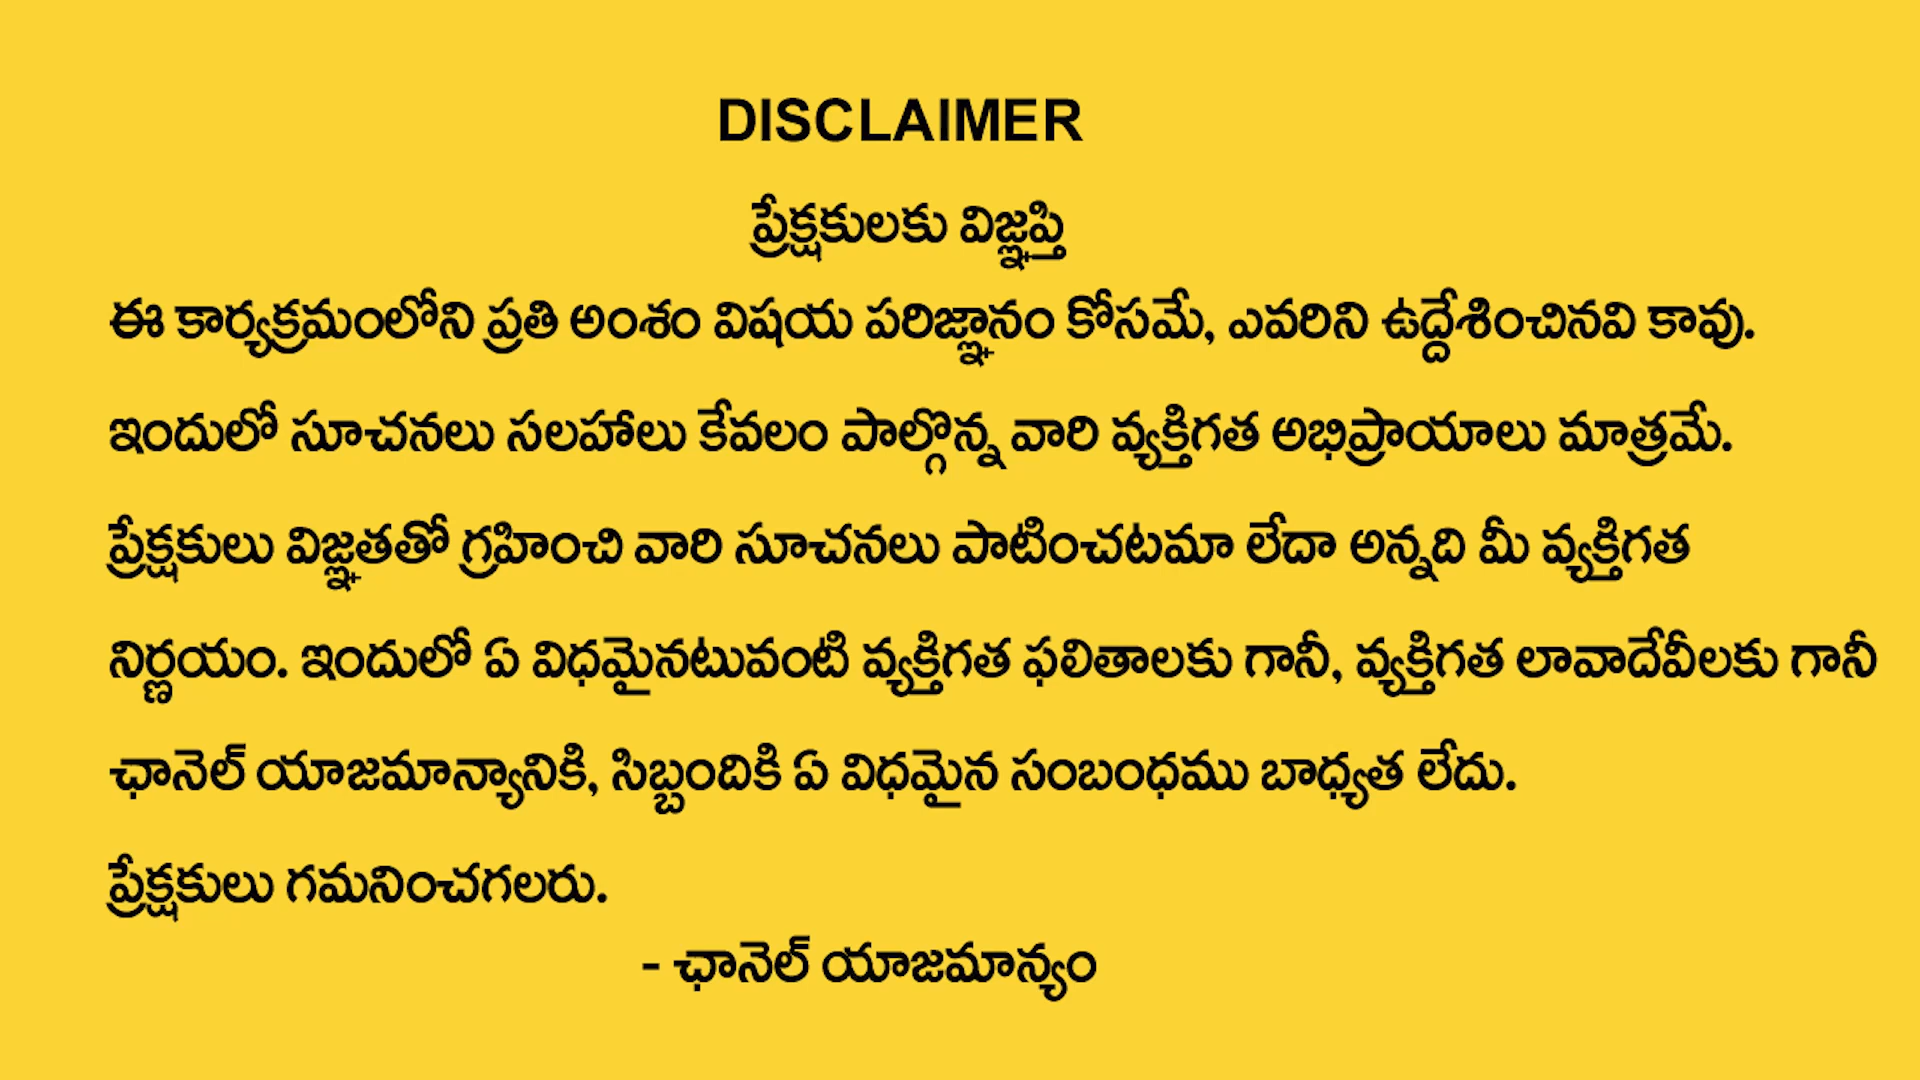 DISCLAIMER
ప్రేక్షకులకు విజ్ఞప్తి
ఈ కార్యక్రమంలోని ప్రతి అంశం విషయ పరిజ్ఞానం కోసమే, ఎవరిని ఉద్దేశించినవి కావు.
ఇందులో సూచనలు సలహాలు కేవలం పాల్గొన్న వారి వ్యక్తిగత అభిప్రాయాలు మాత్రమే.
ప్రేక్షకులు విజ్ఞతతో గ్రహించి వారి సూచనలు పాటించటమా లేదా అన్నది మీ వ్యక్తిగత
నిర్ణయం. ఇందులో ఏ విధమైనటువంటి వ్యక్తిగత ఫలితాలకు గానీ, వ్యక్తిగత లావాదేవీలకు గానీ
ఛానెల్ యాజమాన్యానికి, సిబ్బందికి ఏ విధమైన సంబంధము బాధ్యత లేదు.
ప్రేక్షకులు గమనించగలరు.
- ఛానెల్ యాజమాన్యం